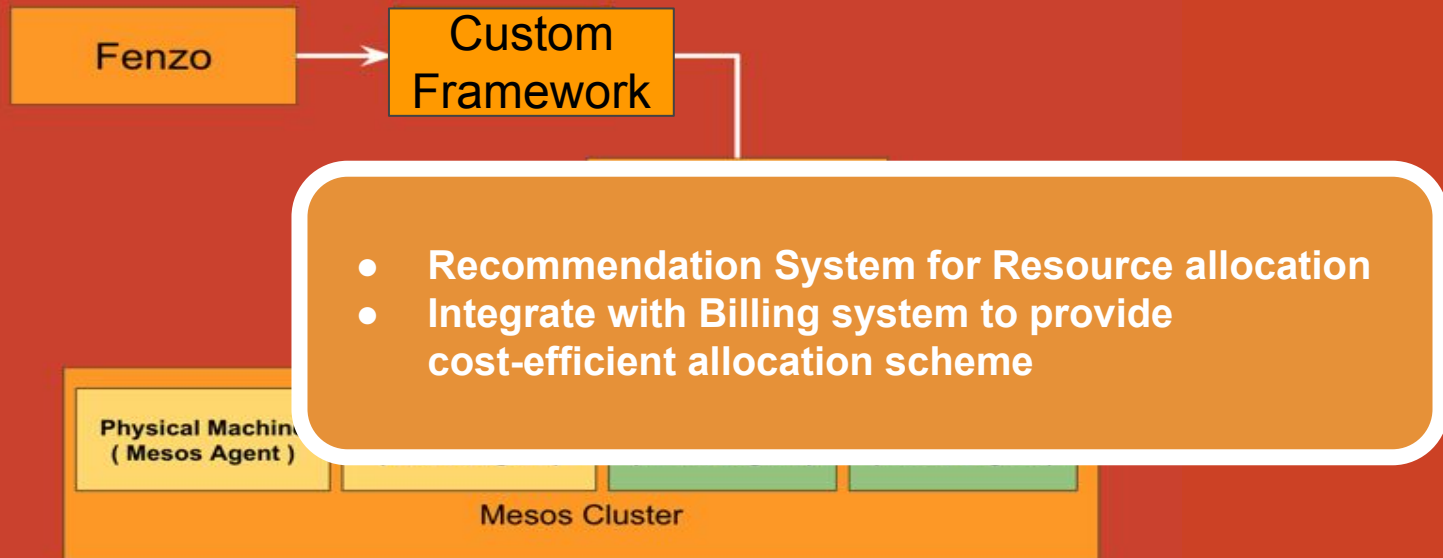 Fenzo
Custom
Framework
● Recommendation System for Resource allocation
● Integrate with Billing system to provide
cost-efficient allocation scheme
Physical Machine
( Mesos Agent )
Mesos Cluster